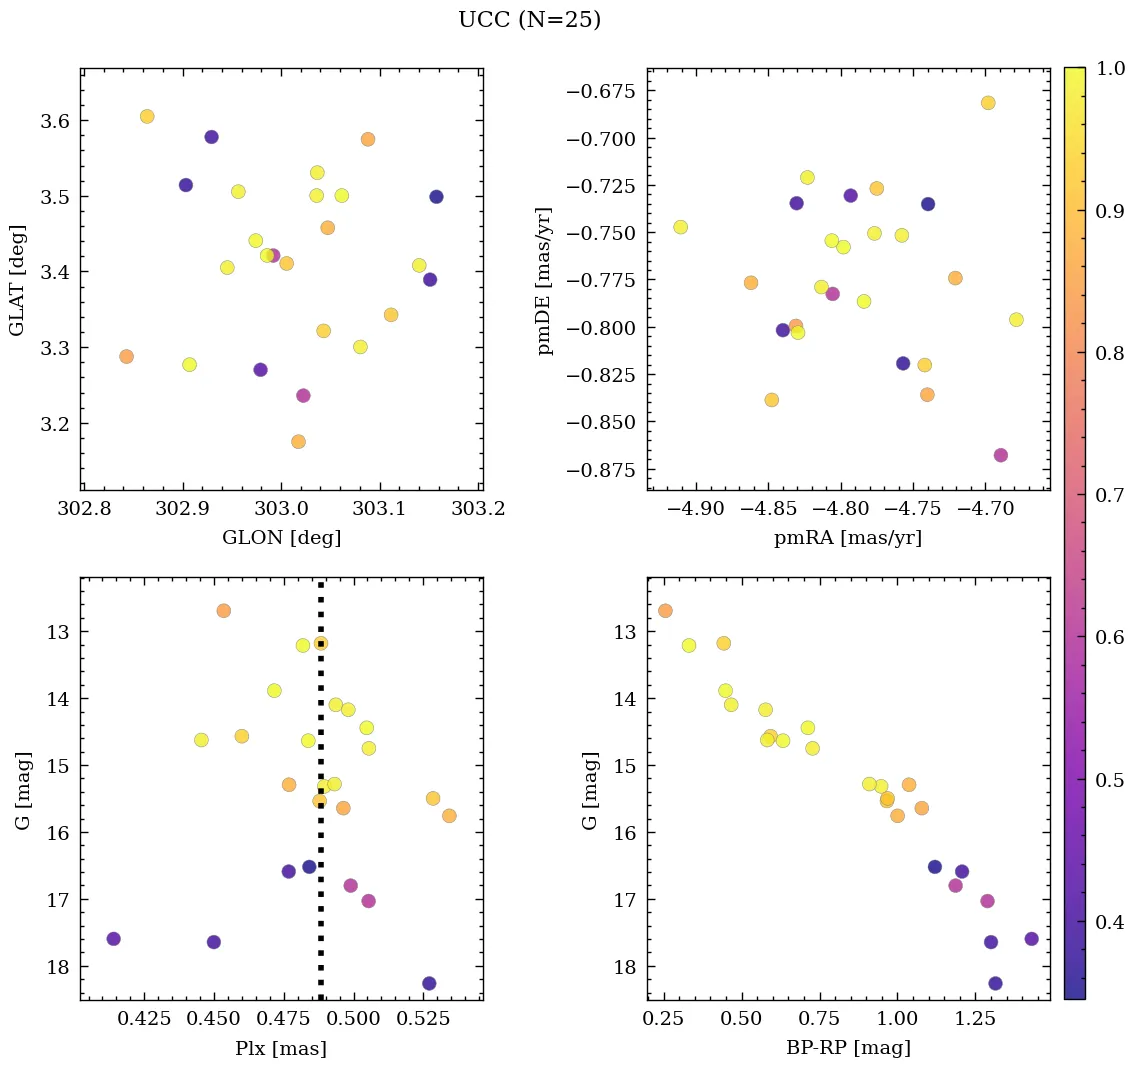 UCC (N=25)
3.6
3.5
3.4
3.3
3.2
GLAT [deg]
302.8 302.9 303.0 303.1 303.2
GLON [deg]
−0.675
−0.700
−0.725
−0.750
−0.775
−0.800
−0.825
−0.850
−0.875
pmDE [mas/yr]
−4.90 −4.85 −4.80 −4.75 −4.70
pmRA [mas/yr]
1.0
0.9
0.8
0.7
0.6
0.5
0.4
13
14
15
16
17
18
G [mag]
0.425 0.450 0.475 0.500 0.525
Plx [mas]
13
14
15
16
17
18
G [mag]
0.25 0.50 0.75 1.00 1.25
BP-RP [mag]